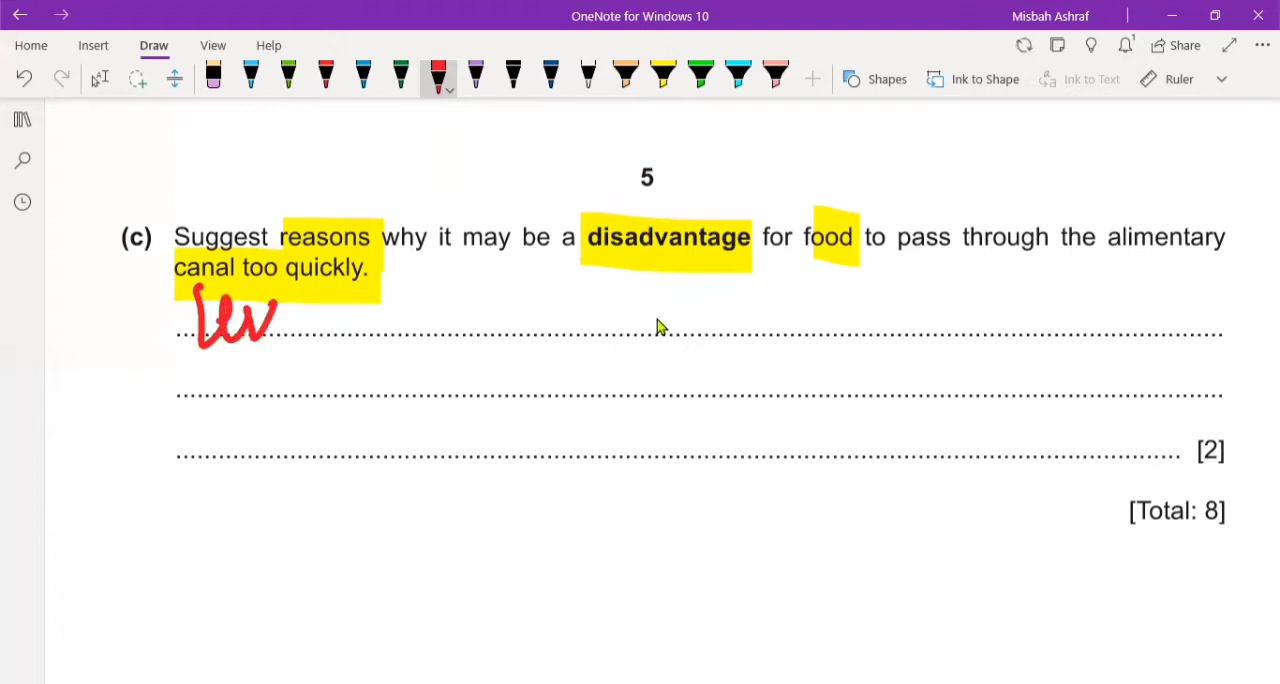 OneNote for Windows 10
Misbah Ashraf
Home Insert Draw View Help
Share
Shapes Ink to Shape Ink to Text Ruler
5
(c) Suggest reasons why it may be a disadvantage for food to pass through the alimentary
canal too quickly.
[2]
[Total: 8]